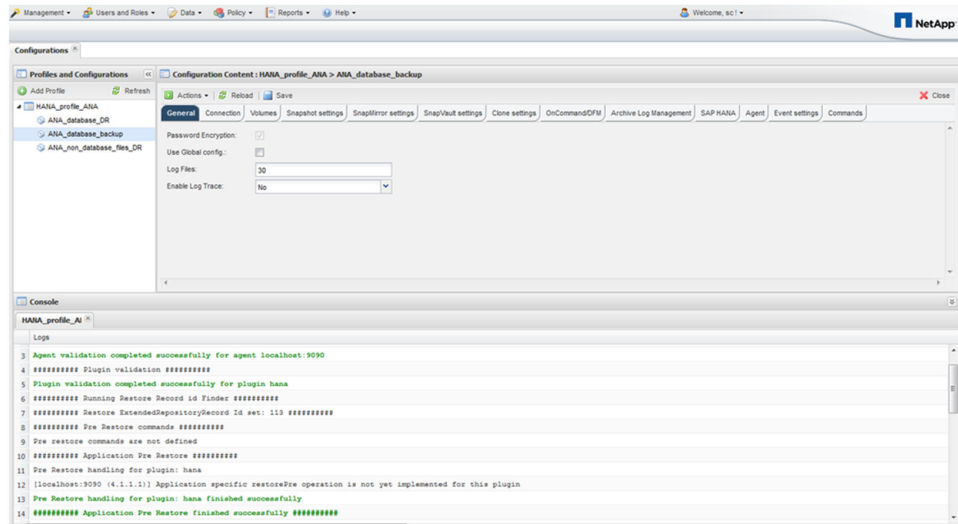 Management Users and Roles Data Policy Reports Help Welcome, sc !
NetApp
Configurations
Profiles and Configurations
Add Profile Refresh
HANA_profile_ANA
ANA_database_DR
ANA_database_backup
ANA_non_database_files_DR
Configuration Content : HANA_profile_ANA > ANA_database_backup
Actions Reload Save Close
General Connection Volumes Snapshot settings SnapMirror settings SnapVault settings Clone settings OnCommand/DFM Archive Log Management SAP HANA Agent Event settings Commands
Password Encryption:
Use Global config.:
Log Files: 30
Enable Log Trace: No
Console
HANA_profile_AI
Logs
3 Agent validation completed successfully for agent localhost:9090
4 ########## Plugin validation ##########
5 Plugin validation completed successfully for plugin hana
6 ########## Running Restore Record id Finder ##########
7 ########## Restore ExtendedRepositoryRecord Id set: 113 ##########
8 ########## Pre Restore commands ##########
9 Pre restore commands are not defined
10 ########## Application Pre Restore ##########
11 Pre Restore handling for plugin: hana
12 [localhost:9090 (4.1.1.1)] Application specific restorePre operation is not yet implemented for this plugin
13 Pre Restore handling for plugin: hana finished successfully
14 ########## Application Pre Restore finished successfully ##########